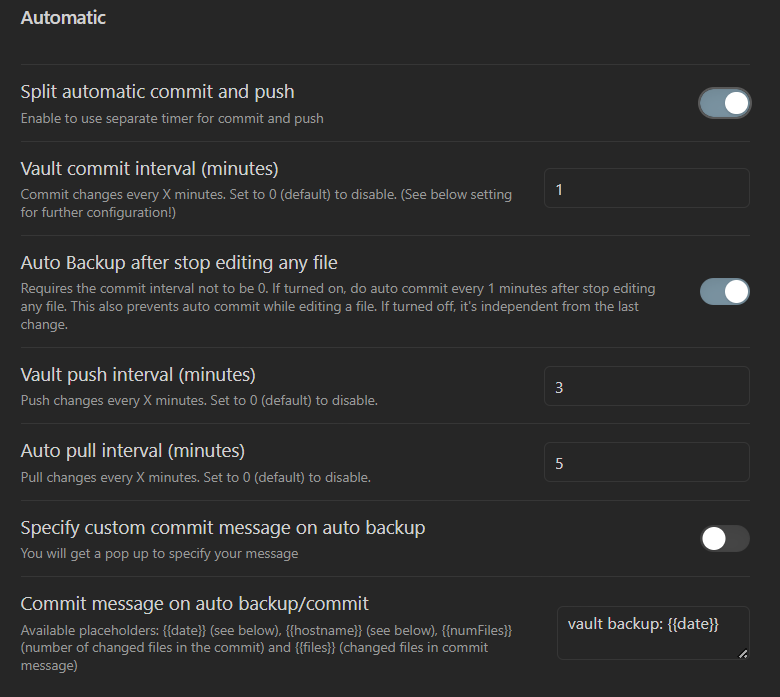 Automatic
Split automatic commit and push
Enable to use separate timer for commit and push
Vault commit interval (minutes)
Commit changes every X minutes. Set to 0 (default) to disable. (See below setting
for further configuration!)
1
Auto Backup after stop editing any file
Requires the commit interval not to be 0. If turned on, do auto commit every 1 minutes after stop editing
any file. This also prevents auto commit while editing a file. If turned off, it's independent from the last
change.
Vault push interval (minutes)
Push changes every X minutes. Set to 0 (default) to disable.
3
Auto pull interval (minutes)
Pull changes every X minutes. Set to 0 (default) to disable.
5
Specify custom commit message on auto backup
You will get a pop up to specify your message
Commit message on auto backup/commit
Available placeholders: {{date}} (see below), {{hostname}} (see below), {{numFiles}}
(number of changed files in the commit) and {{files}} (changed files in commit
message)
vault backup: {{date}}